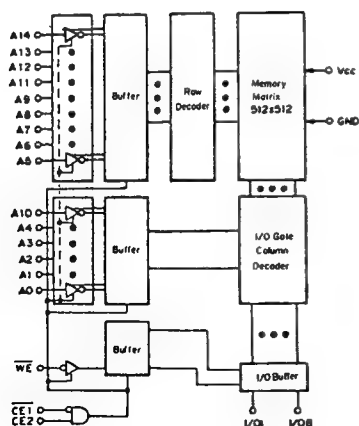 A14
A13
A12
A11
A9
A8
A7
A6
A5
Buffer
Row
Decoder
Memory
Matrix
512x512
Vcc
GND
A10
A4
A3
A2
A1
A0
Buffer
I/O Gate
Column
Decoder
WE
Buffer
I/O Buffer
CE1
CE2
I/O1
I/O8